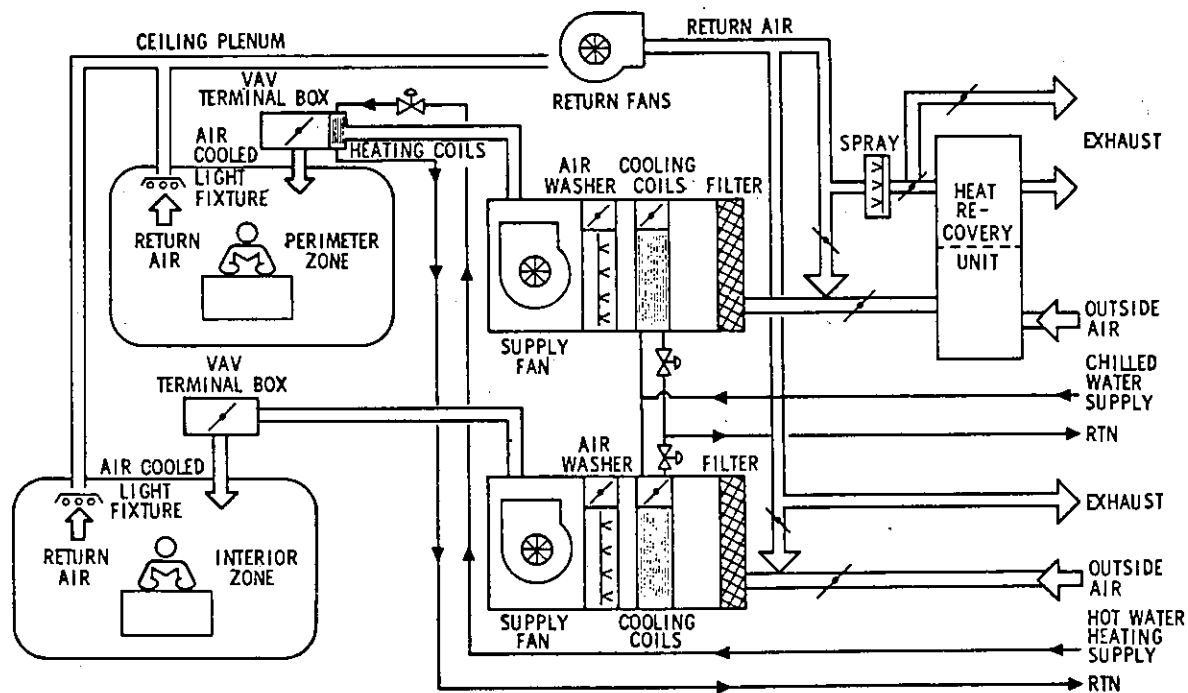 CEILING PLENUM
RETURN AIR
VAV
TERMINAL BOX
RETURN FANS
AIR
COOLED
LIGHT
FIXTURE
HEATING COILS
RETURN
AIR
PERIMETER
ZONE
AIR
WASHER
COOLING
COILS
FILTER
SUPPLY
FAN
SPRAY
EXHAUST
HEAT
RE-
COVERY
UNIT
OUTSIDE
AIR
CHILLED
WATER
SUPPLY
RTN
VAV
TERMINAL BOX
AIR COOLED
LIGHT
FIXTURE
RETURN
AIR
INTERIOR
ZONE
AIR
WASHER
FILTER
SUPPLY
FAN
COOLING
COILS
EXHAUST
OUTSIDE
AIR
HOT WATER
HEATING
SUPPLY
RTN